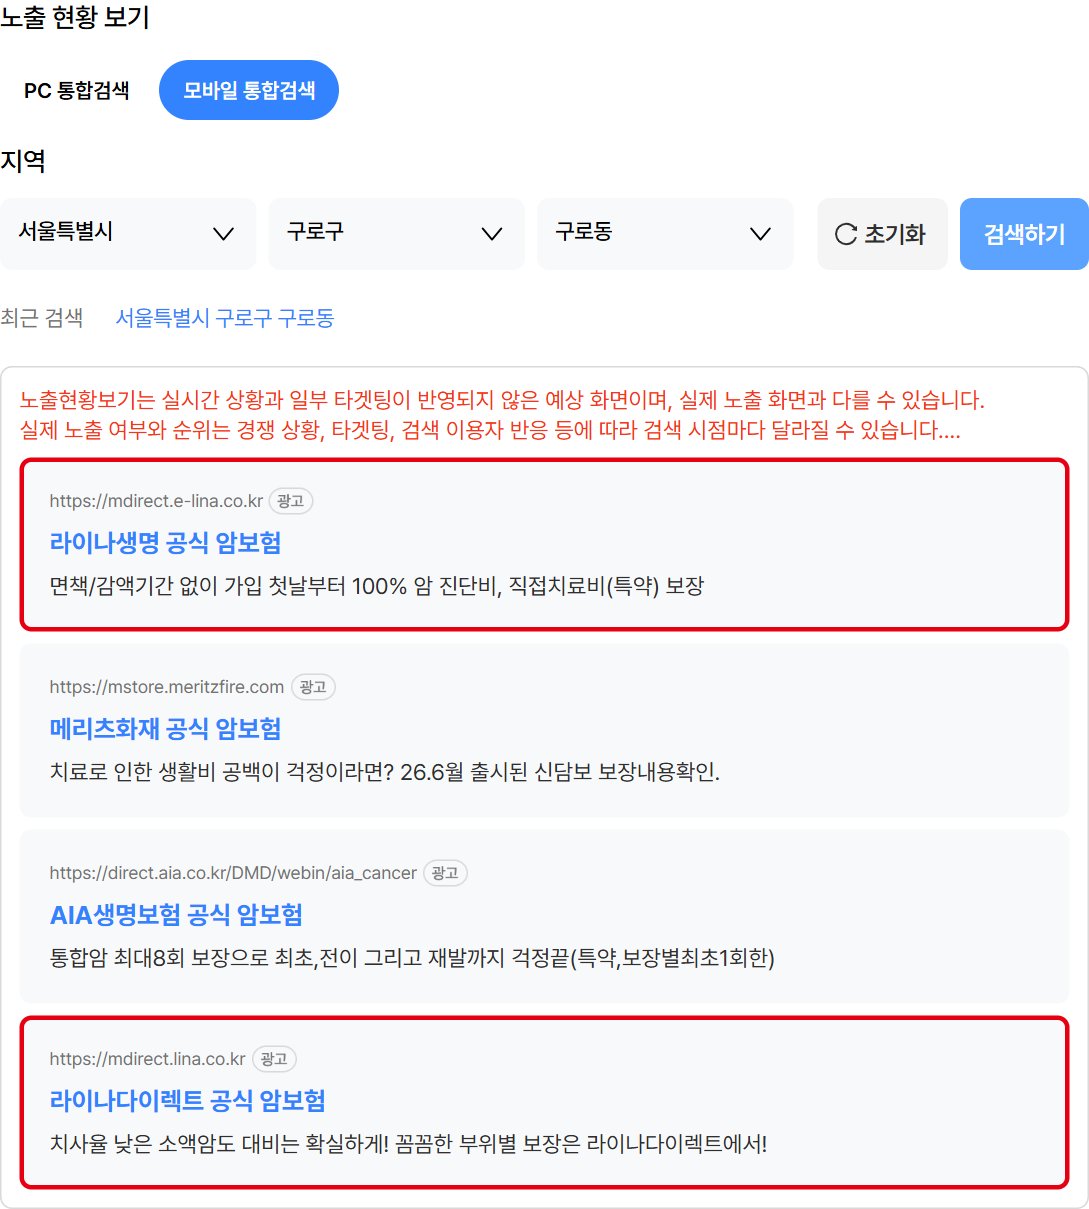 노출 현황 보기
PC 통합검색 모바일 통합검색
지역
서울특별시 구로구 구로동 초기화 검색하기
최근 검색 서울특별시 구로구 구로동
노출현황보기는 실시간 상황과 일부 타겟팅이 반영되지 않은 예상 화면이며, 실제 노출 화면과 다를 수 있습니다.
실제 노출 여부와 순위는 경쟁 상황, 타겟팅, 검색 이용자 반응 등에 따라 검색 시점마다 달라질 수 있습니다....
https://mdirect.e-lina.co.kr 광고
라이나생명 공식 암보험
면책/감액기간 없이 가입 첫날부터 100% 암 진단비, 직접치료비(특약) 보장
https://mstore.meritzfire.com 광고
메리츠화재 공식 암보험
치료로 인한 생활비 공백이 걱정이라면? 26.6월 출시된 신담보 보장내용확인.
https://direct.aia.co.kr/DMD/webin/aia_cancer 광고
AIA생명보험 공식 암보험
통합암 최대8회 보장으로 최초,전이 그리고 재발까지 걱정끝(특약,보장별최초1회한)
https://mdirect.lina.co.kr 광고
라이나다이렉트 공식 암보험
치사율 낮은 소액암도 대비는 확실하게! 꼼꼼한 부위별 보장은 라이나다이렉트에서!